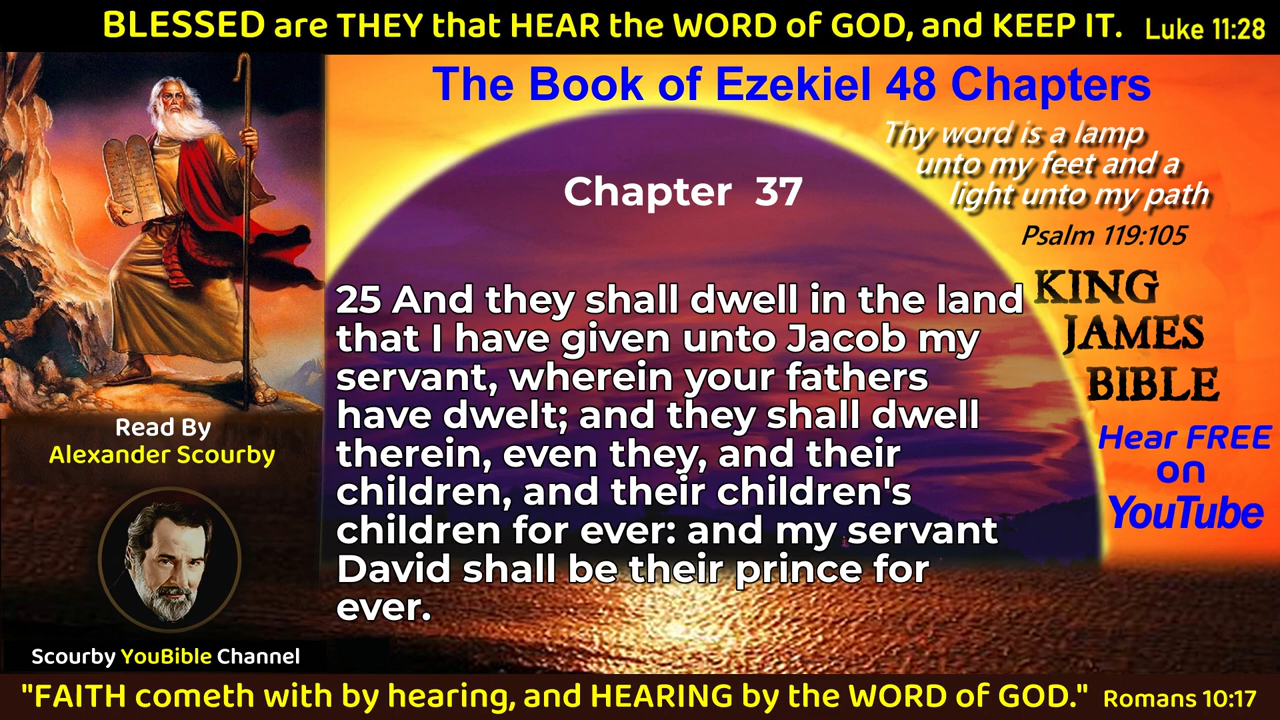 BLESSED are THEY that HEAR the WORD of GOD, and KEEP IT. Luke 11:28
The Book of Ezekiel 48 Chapters
Thy word is a lamp
unto my feet and a
light unto my path
Psalm 119:105
Chapter 37
25 And they shall dwell in the land
that I have given unto Jacob my
servant, wherein your fathers
have dwelt; and they shall dwell
therein, even they, and their
children, and their children's
children for ever: and my servant
David shall be their prince for
ever.
KING
JAMES
BIBLE
Hear FREE
on
YouTube
Read By
Alexander Scourby
Scourby YouBible Channel
"FAITH cometh with by hearing, and HEARING by the WORD of GOD." Romans 10:17